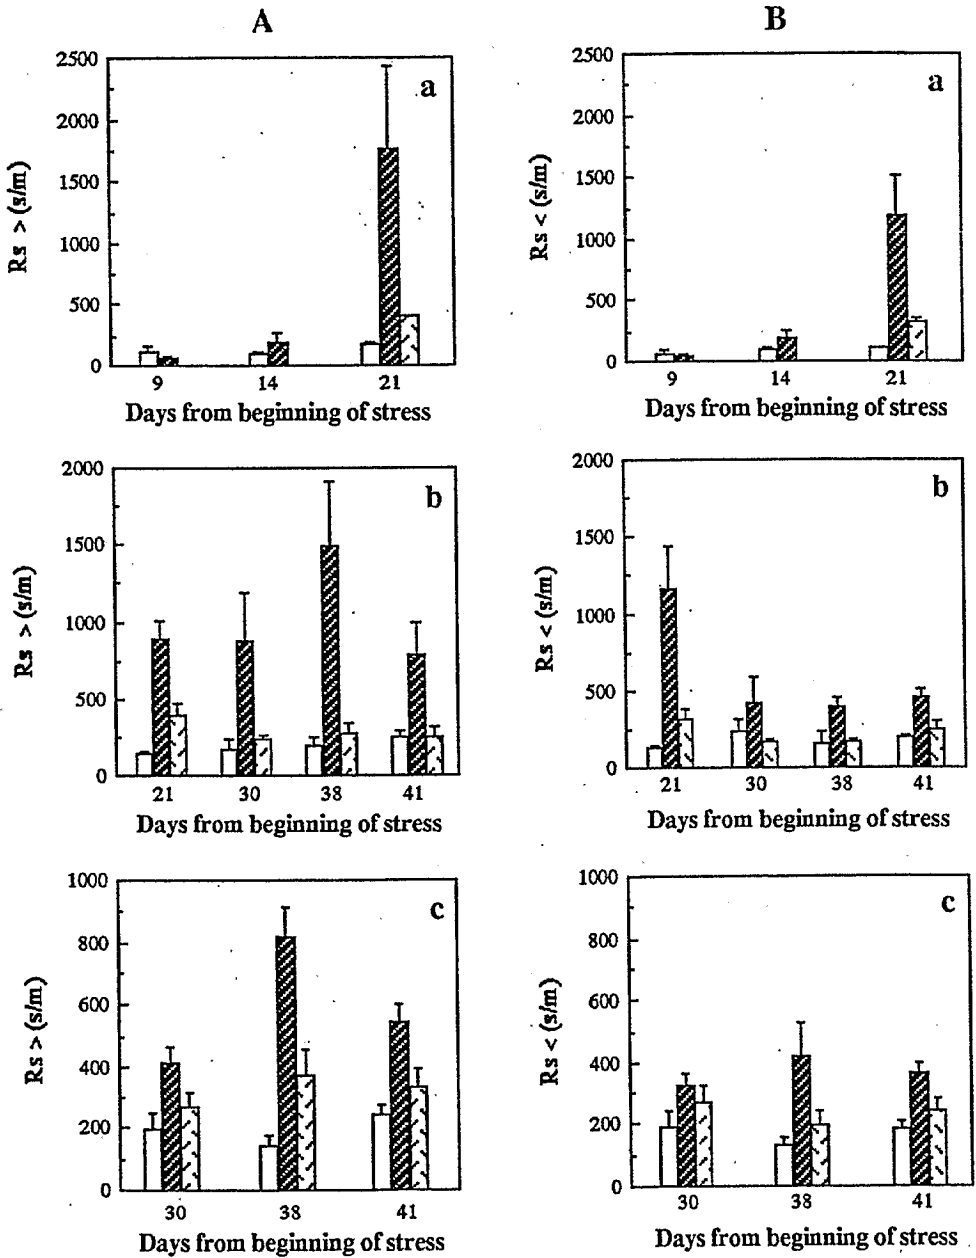 A
B
2500
2000
1500
1000
500
0
Rs > (s/m)
a
9 14 21
Days from beginning of stress
2500
2000
1500
1000
500
0
Rs < (s/m)
a
9 14 21
Days from beginning of stress
2000
1500
1000
500
0
Rs > (s/m)
b
21 30 38 41
Days from beginning of stress
2000
1500
1000
500
0
Rs < (s/m)
b
21 30 38 41
Days from beginning of stress
1000
800
600
400
200
0
Rs > (s/m)
c
30 38 41
Days from beginning of stress
1000
800
600
400
200
0
Rs < (s/m)
c
30 38 41
Days from beginning of stress